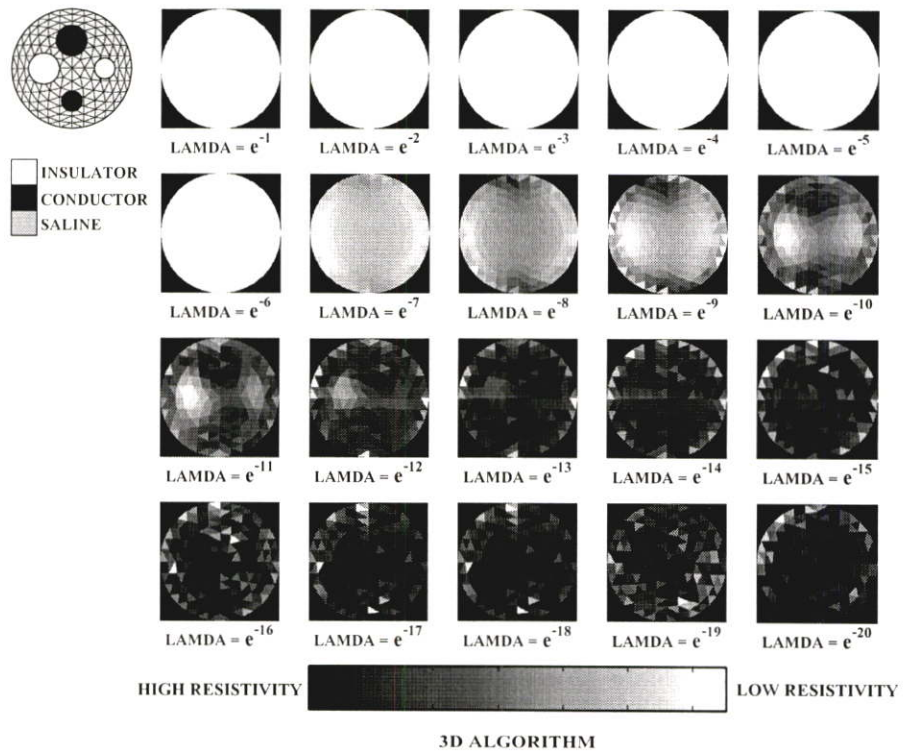 LAMDA = e-1
LAMDA = e-2
LAMDA = e-3
LAMDA = e-4
LAMDA = e-5
INSULATOR
CONDUCTOR
SALINE
LAMDA = e-6
LAMDA = e-7
LAMDA = e-8
LAMDA = e-9
LAMDA = e-10
LAMDA = e-11
LAMDA = e-12
LAMDA = e-13
LAMDA = e-14
LAMDA = e-15
LAMDA = e-16
LAMDA = e-17
LAMDA = e-18
LAMDA = e-19
LAMDA = e-20
HIGH RESISTIVITY
LOW RESISTIVITY
3D ALGORITHM